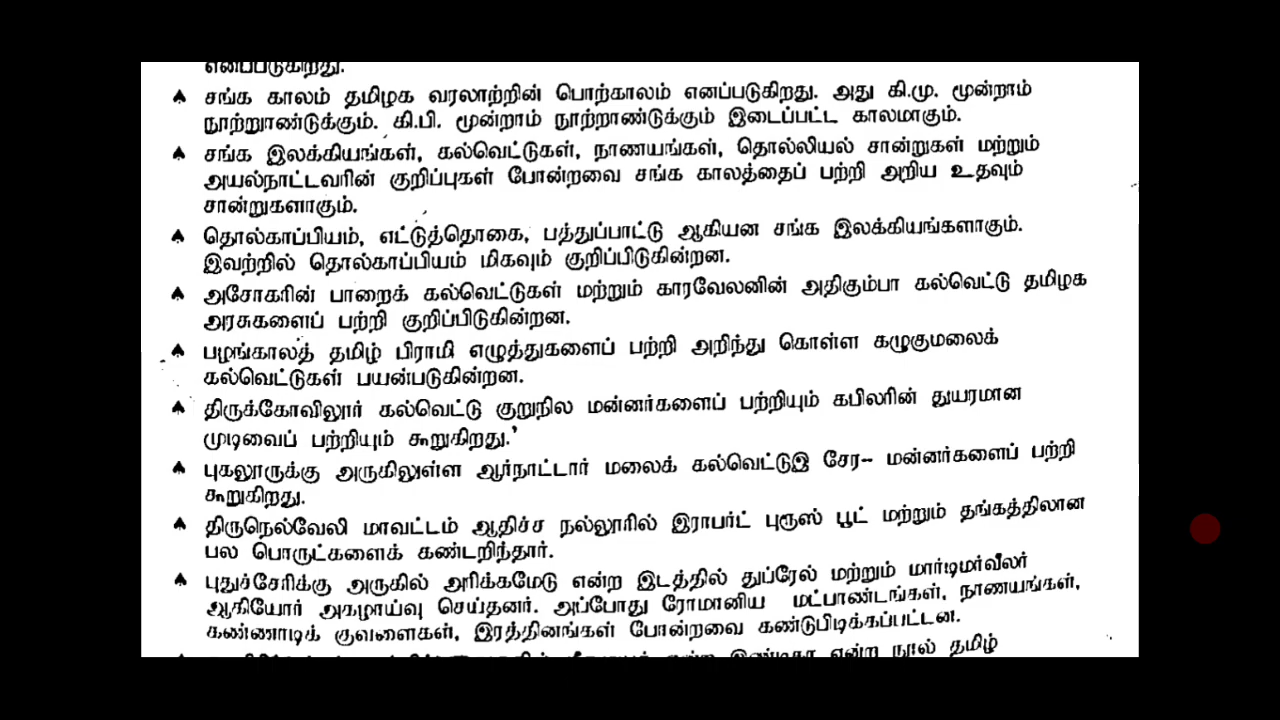 எனப்படுகிறது.
♠ சங்க காலம் தமிழக வரலாற்றின் பொற்காலம் எனப்படுகிறது. அது கி.மு. மூன்றாம்
நூற்றுாண்டுக்கும். கி.பி. மூன்றாம் நூற்றாண்டுக்கும் இடைப்பட்ட காலமாகும்.
♠ சங்க இலக்கியங்கள், கல்வெட்டுகள், நாணயங்கள், தொல்லியல் சான்றுகள் மற்றும்
அயல்நாட்டவரின் குறிப்புகள் போன்றவை சங்க காலத்தைப் பற்றி அறிய உதவும்
சான்றுகளாகும்.
♠ தொல்காப்பியம், எட்டுத்தொகை, பத்துப்பாட்டு ஆகியன சங்க இலக்கியங்களாகும்.
இவற்றில் தொல்காப்பியம் மிகவும் குறிப்பிடுகின்றன.
♠ அசோகரின் பாறைக் கல்வெட்டுகள் மற்றும் காரவேலனின் அதிகும்பா கல்வெட்டு தமிழக
அரசுகளைப் பற்றி குறிப்பிடுகின்றன.
♠ பழங்காலத் தமிழ் பிராமி எழுத்துகளைப் பற்றி அறிந்து கொள்ள கழுகுமலைக்
கல்வெட்டுகள் பயன்படுகின்றன.
♠ திருக்கோவிலூர் கல்வெட்டு குறுநில மன்னர்களைப் பற்றியும் கபிலரின் துயரமான
முடிவைப் பற்றியும் கூறுகிறது.'
♠ புகலூருக்கு அருகிலுள்ள ஆர்நாட்டார் மலைக் கல்வெட்டுஇ சேர-- மன்னர்களைப் பற்றி
கூறுகிறது.
♠ திருநெல்வேலி மாவட்டம் ஆதிச்ச நல்லூரில் இராபர்ட் புரூஸ் பூட் மற்றும் தங்கத்திலான
பல பொருட்களைக் கண்டறிந்தார்.
♠ புதுச்சேரிக்கு அருகில் அரிக்கமேடு என்ற இடத்தில் துப்ரேல் மற்றும் மார்டிமர்வீலர்
ஆகியோர் அகழாய்வு செய்தனர். அப்போது ரோமானிய மட்பாண்டங்கள், நாணயங்கள்,
கண்ணாடிக் குவளைகள், இரத்தினங்கள் போன்றவை கண்டுபிடிக்கப்பட்டன.
என்ற நூல் தமிழ்